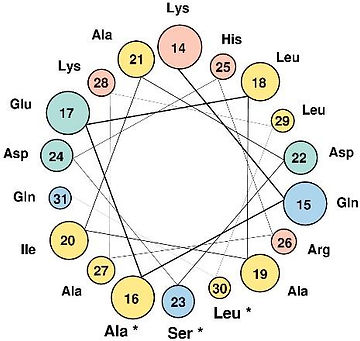 Lys
14
His
25
Leu
18
Leu
29
Asp
22
Gln
15
Arg
26
Ala
19
Leu *
30
Ser *
23
Ala *
16
Ala
27
Ile
20
Gln
31
Asp
24
Glu
17
Lys
28
Ala
21